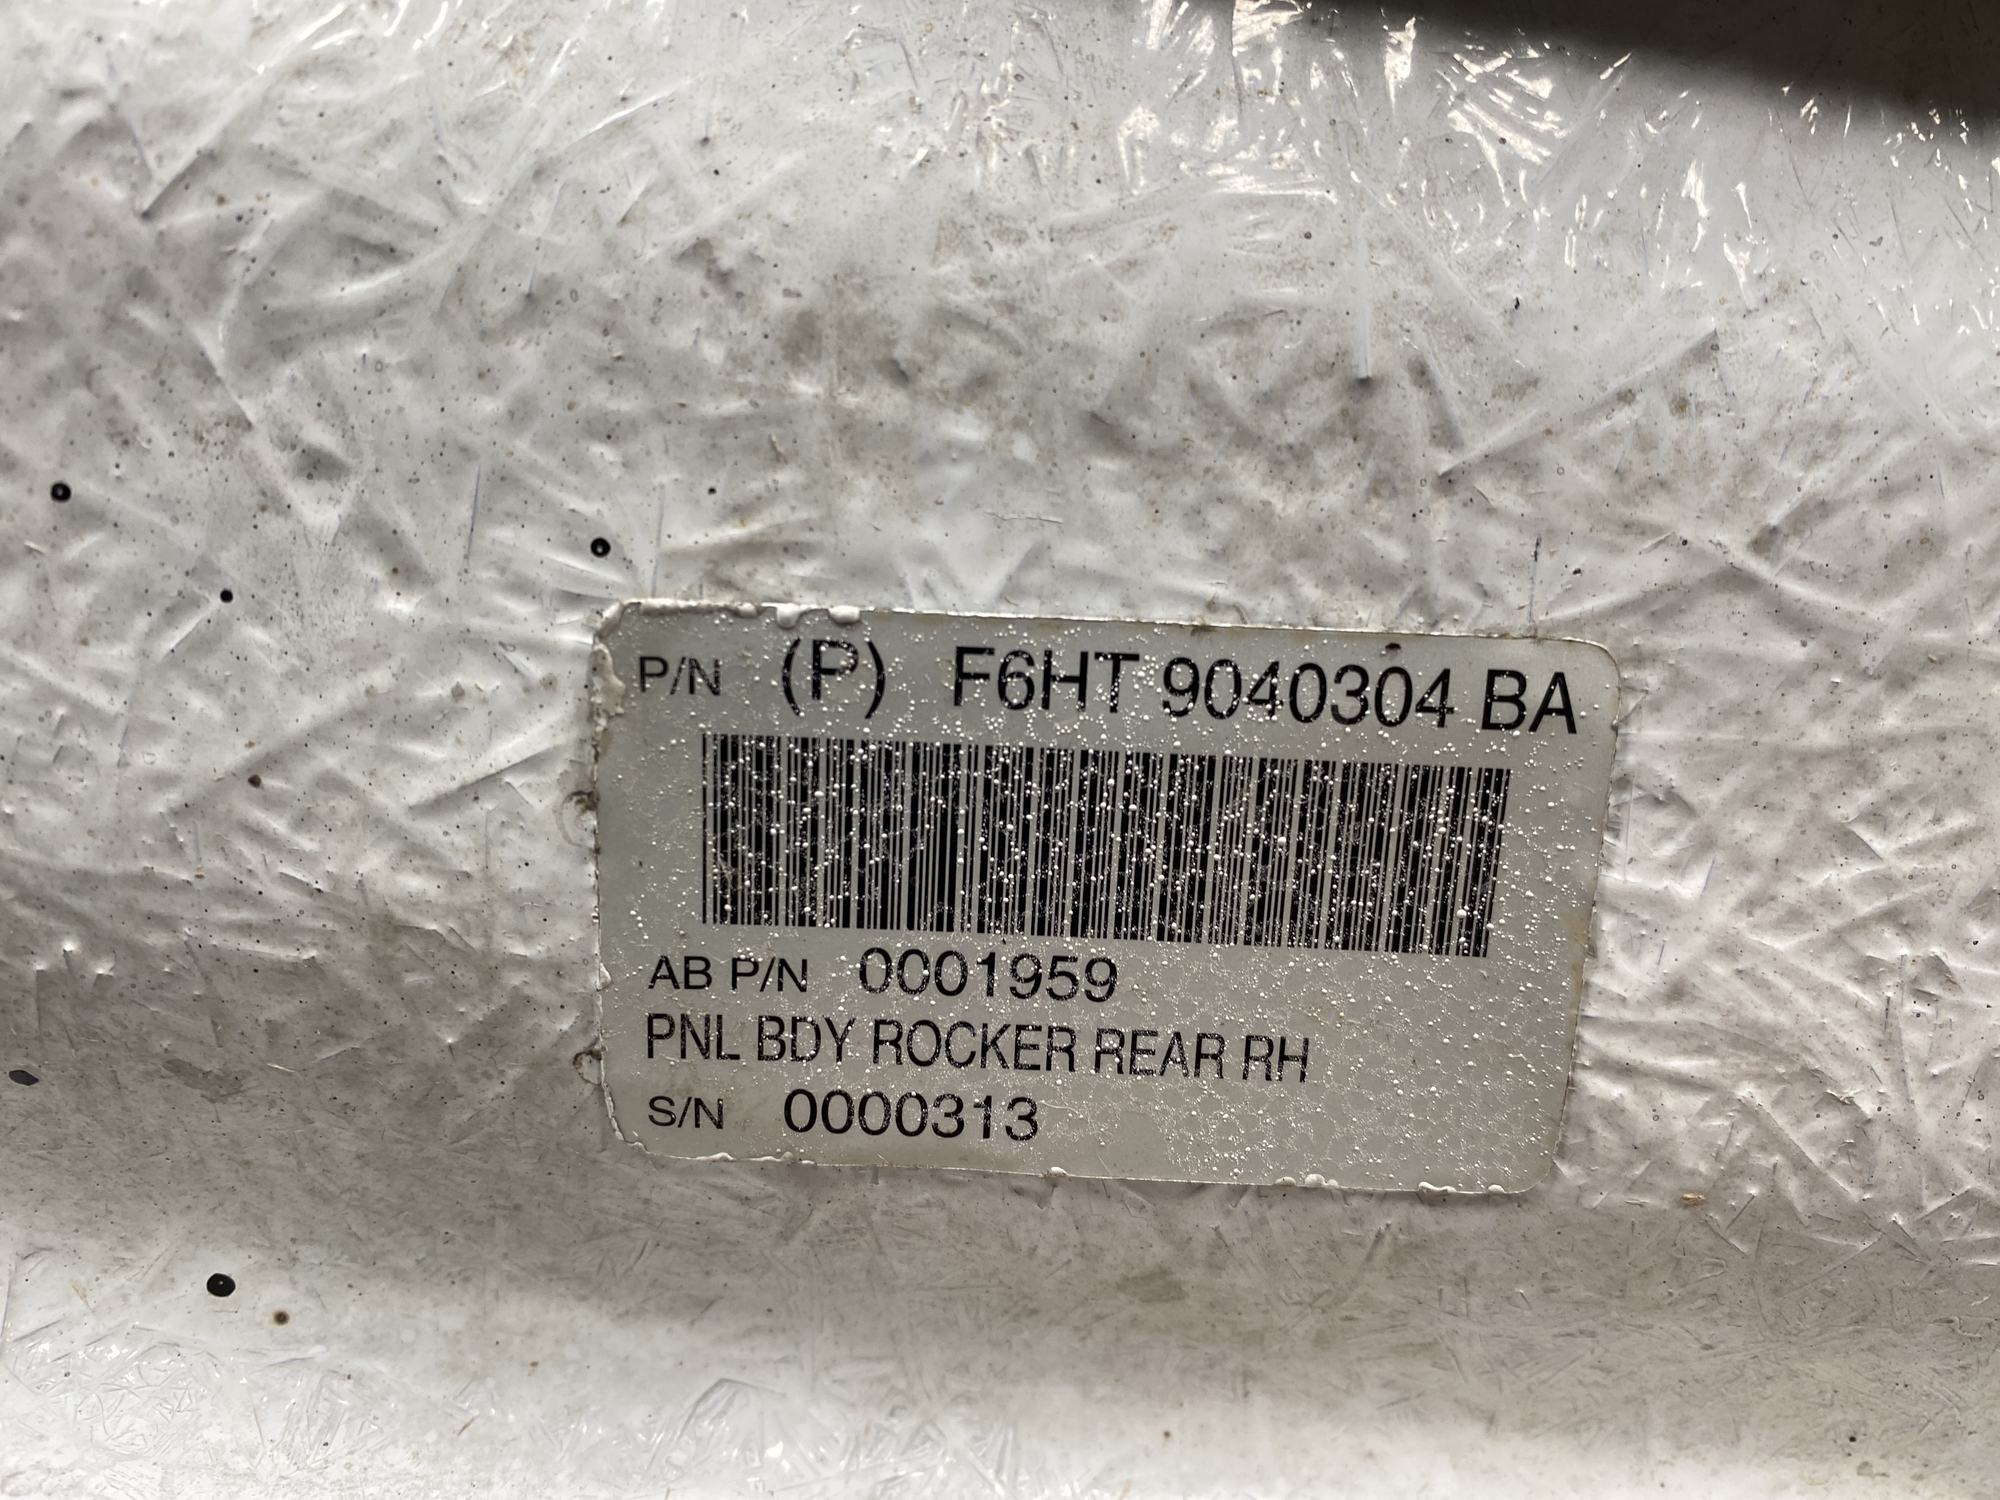 P/N (P) F6HT 9040304 BA
AB P/N 0001959
PNL BDY ROCKER REAR RH
S/N 0000313